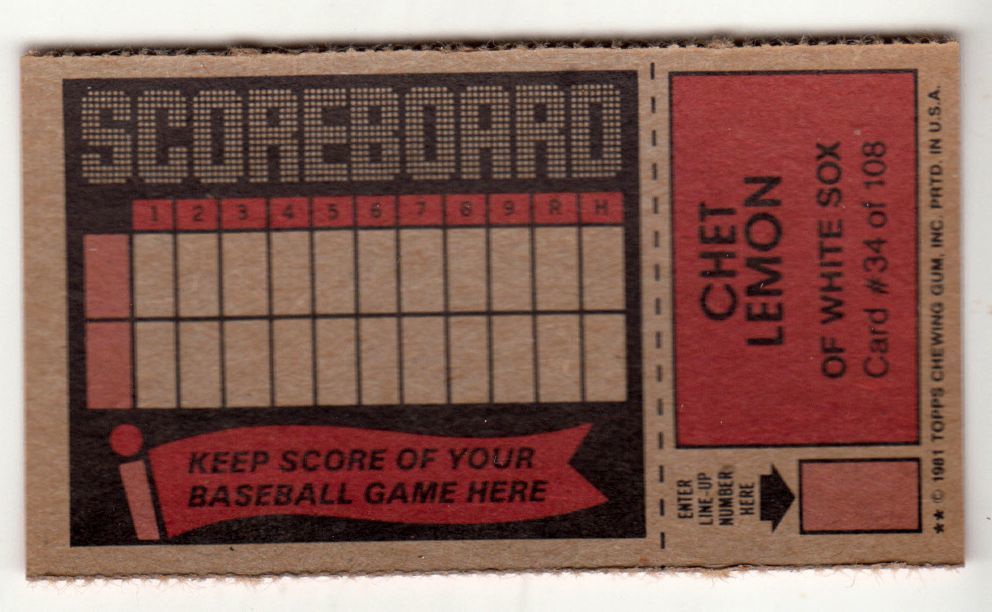 SCOREBOARD
1 2 3 4 5 6 7 8 9 R H
KEEP SCORE OF YOUR
BASEBALL GAME HERE
CHET
LEMON
OF WHITE SOX
Card #34 of 108
ENTER
LINE-UP
NUMBER
HERE
★★ © 1981 TOPPS CHEWING GUM, INC. PRTD. IN U.S.A.